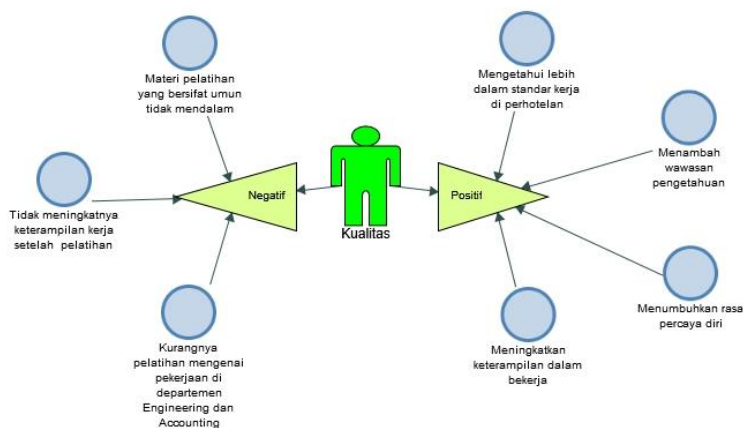 Materi pelatihan
yang bersifat umun
tidak mendalam
Mengetahui lebih
dalam standar kerja
di perhotelan
Menambah
wawasan
pengetahuan
Negatif
Positif
Tidak meningkatnya
keterampilan kerja
setelah pelatihan
Kualitas
Menumbuhkan rasa
percaya diri
Kurangnya
pelatihan mengenai
pekerjaan di
departemen
Engineering dan
Accounting
Meningkatkan
keterampilan dalam
bekerja